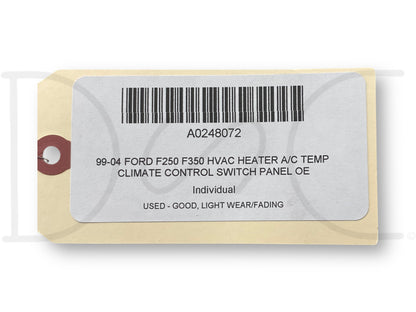 A0248072
99-04 FORD F250 F350 HVAC HEATER A/C TEMP
CLIMATE CONTROL SWITCH PANEL OE
Individual
USED - GOOD, LIGHT WEAR/FADING